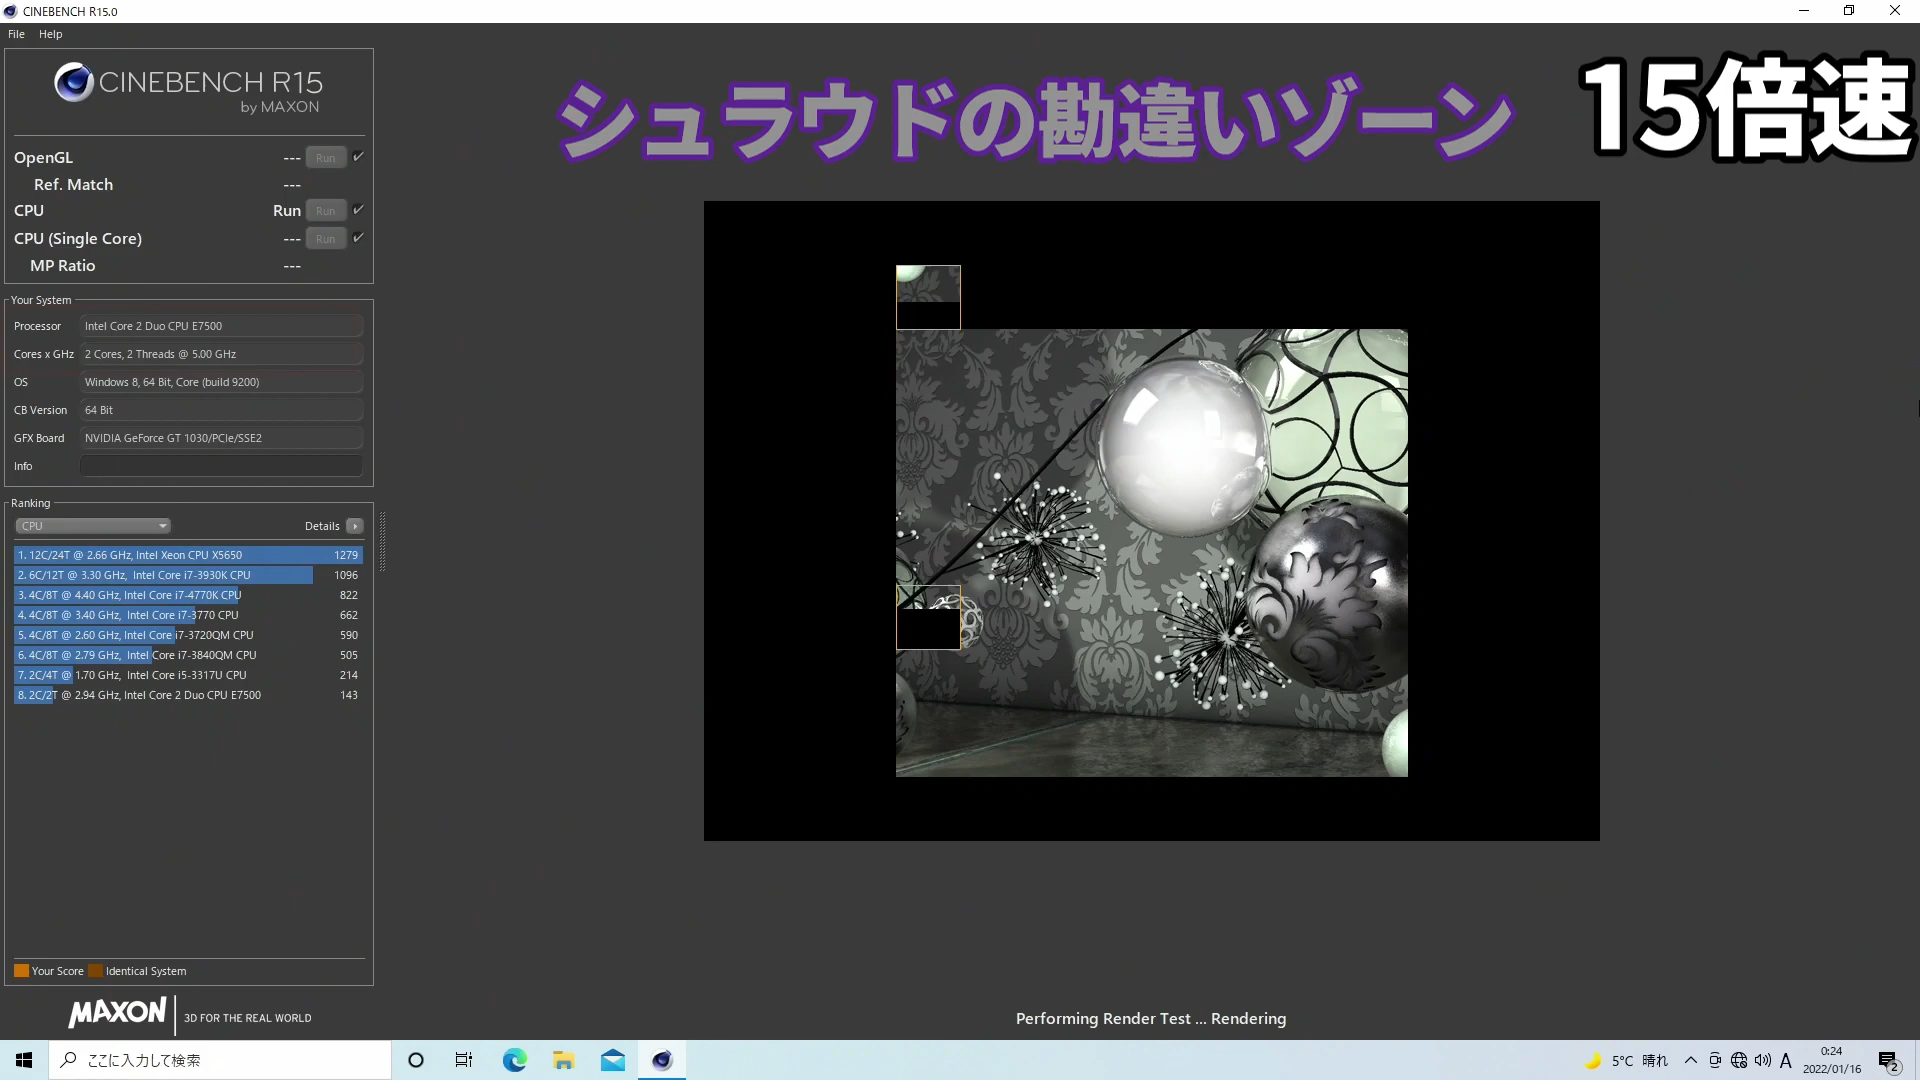 CINEBENCH R15.0
File Help
CINEBENCH R15
by MAXON
シュラウドの勘違いゾーン
15倍速
OpenGL --- Run
Ref. Match ---
CPU Run Run
CPU (Single Core) --- Run
MP Ratio ---
Your System
Processor Intel Core 2 Duo CPU E7500
Cores x GHz 2 Cores, 2 Threads @ 5.00 GHz
OS Windows 8, 64 Bit, Core (build 9200)
CB Version 64 Bit
GFX Board NVIDIA GeForce GT 1030/PCIe/SSE2
Info
Ranking
CPU Details
1. 12C/24T @ 2.66 GHz, Intel Xeon CPU X5650 1279
2. 6C/12T @ 3.30 GHz, Intel Core i7-3930K CPU 1096
3. 4C/8T @ 4.40 GHz, Intel Core i7-4770K CPU 822
4. 4C/8T @ 3.40 GHz, Intel Core i7-3770 CPU 662
5. 4C/8T @ 2.60 GHz, Intel Core i7-3720QM CPU 590
6. 4C/8T @ 2.79 GHz, Intel Core i7-3840QM CPU 505
7. 2C/4T @ 1.70 GHz, Intel Core i5-3317U CPU 214
8. 2C/2T @ 2.94 GHz, Intel Core 2 Duo CPU E7500 143
Your Score Identical System
MAXON 3D FOR THE REAL WORLD
Performing Render Test ... Rendering
ここに入力して検索
5°C 晴れ
A
0:24
2022/01/16
2